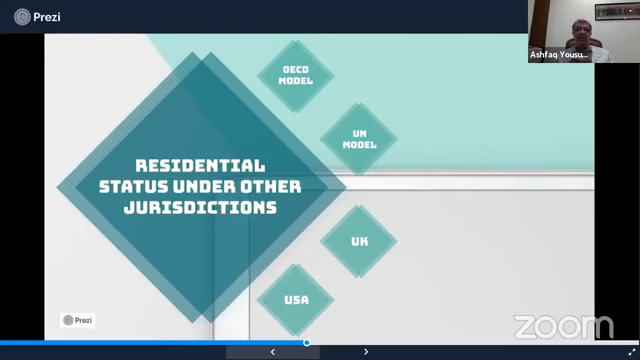 Prezi
Ashfaq Yousu...
OECD
MODEL
UN
MODEL
RESIDENTIAL
STATUS UNDER OTHER
JURISDICTIONS
UK
USA
Prezi
zoom